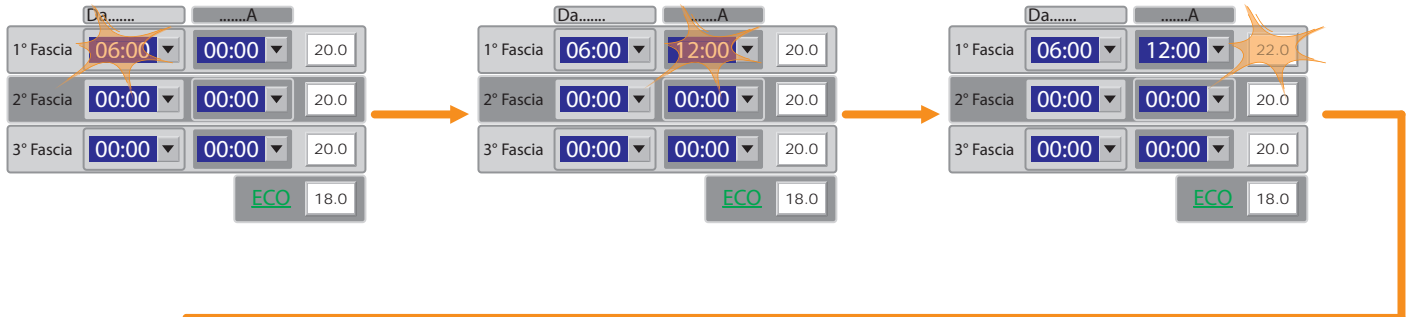 Da....... .......A
1° Fascia 06:00 00:00 20.0
2° Fascia 00:00 00:00 20.0
3° Fascia 00:00 00:00 20.0
ECO 18.0
Da....... .......A
1° Fascia 06:00 12:00 20.0
2° Fascia 00:00 00:00 20.0
3° Fascia 00:00 00:00 20.0
ECO 18.0
Da....... .......A
1° Fascia 06:00 12:00 22.0
2° Fascia 00:00 00:00 20.0
3° Fascia 00:00 00:00 20.0
ECO 18.0